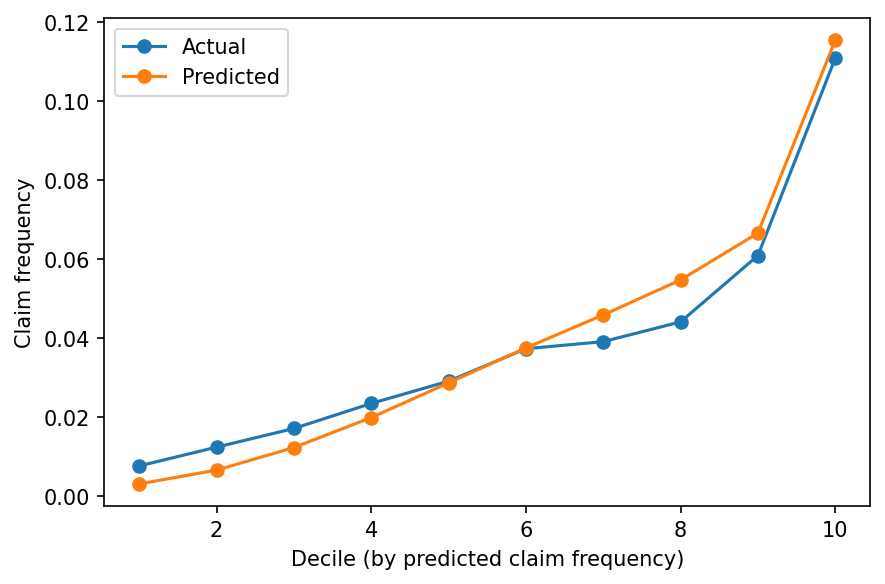 Actual
Predicted
0.12
0.10
0.08
0.06
0.04
0.02
0.00
Claim frequency
2 4 6 8 10
Decile (by predicted claim frequency)